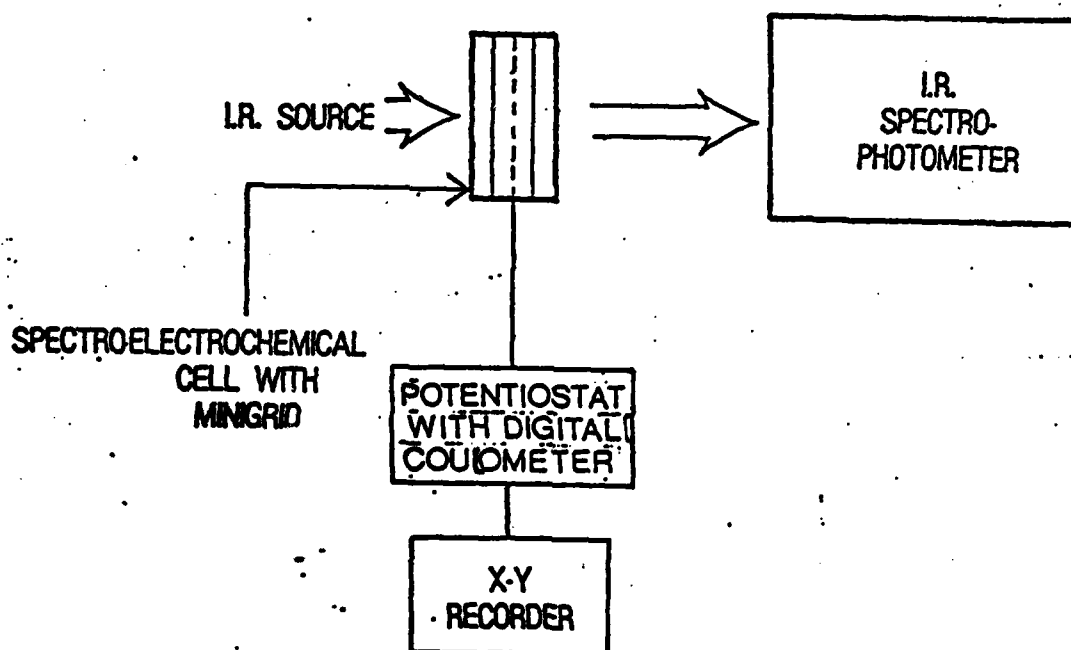 I.R. SOURCE
I.R.
SPECTRO-
PHOTOMETER
SPECTROELECTROCHEMICAL
CELL WITH
MINIGRID
POTENTIOSTAT
WITH DIGITAL
COULOMETER
X-Y
RECORDER